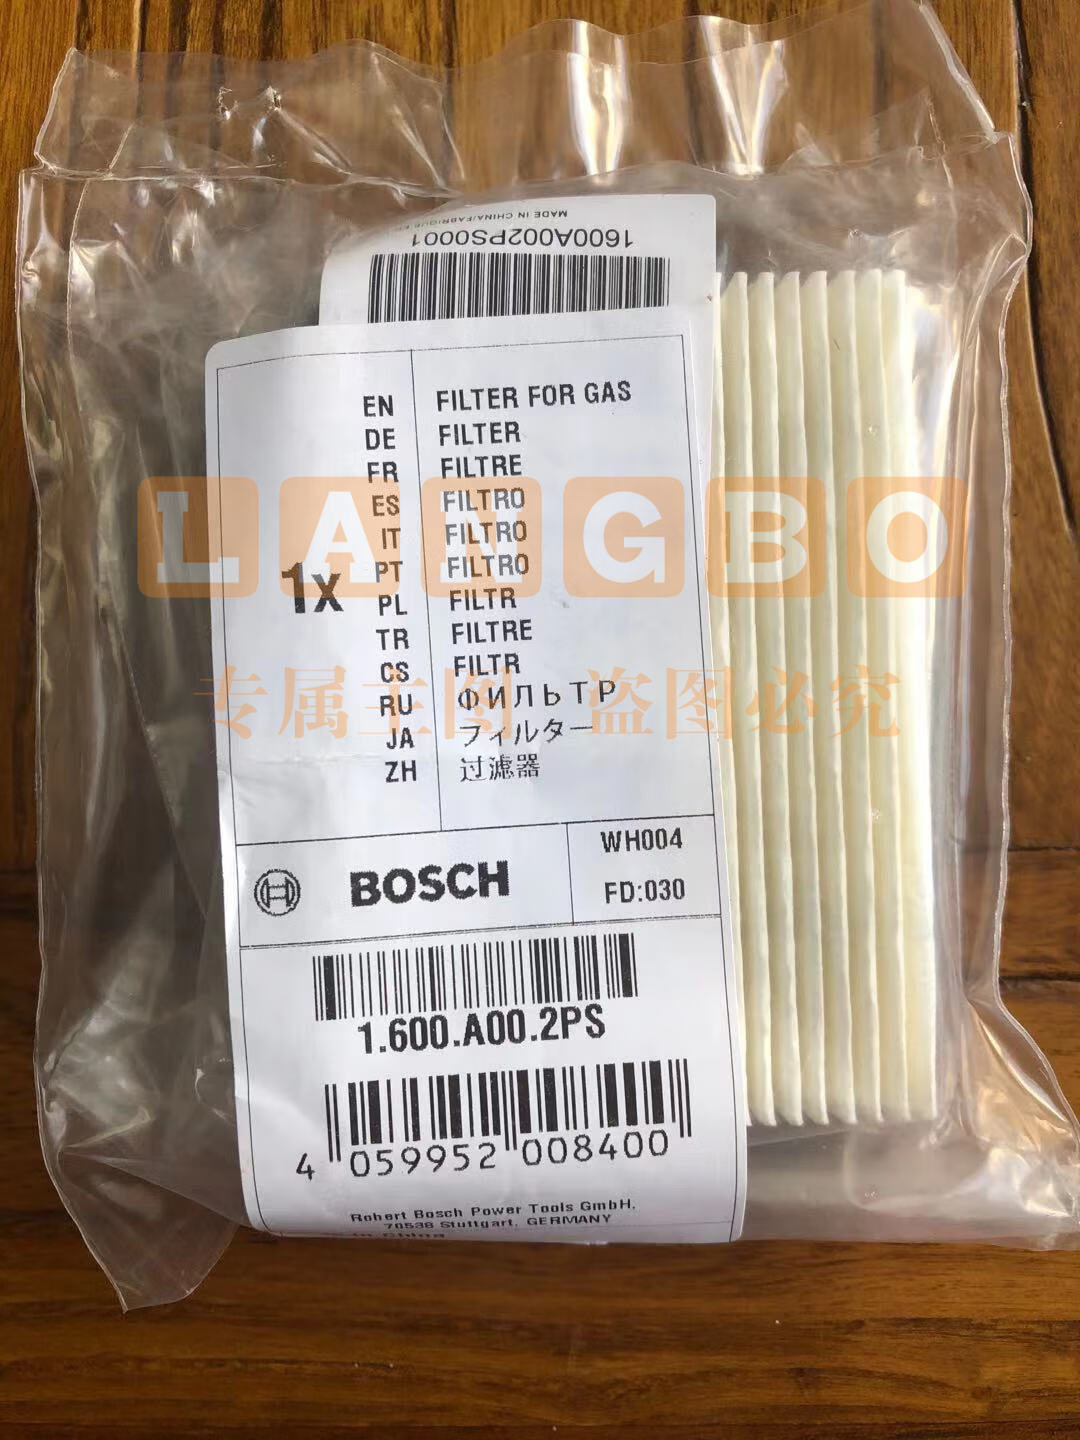 MADE IN CHINA/FABRIQUE E
1600A002PS0001
EN FILTER FOR GAS
DE FILTER
FR FILTRE
ES FILTRO
IT FILTRO
1x PT FILTRO
PL FILTR
TR FILTRE
CS FILTR
RU ФИЛЬТР
JA フィルター
ZH 过滤器
LANGBO
专属主图 盗图必究
BOSCH
WH004
FD:030
1.600.A00.2PS
4 059952 008400
Robert Bosch Power Tools GmbH,
70538 Stuttgart, GERMANY
in China